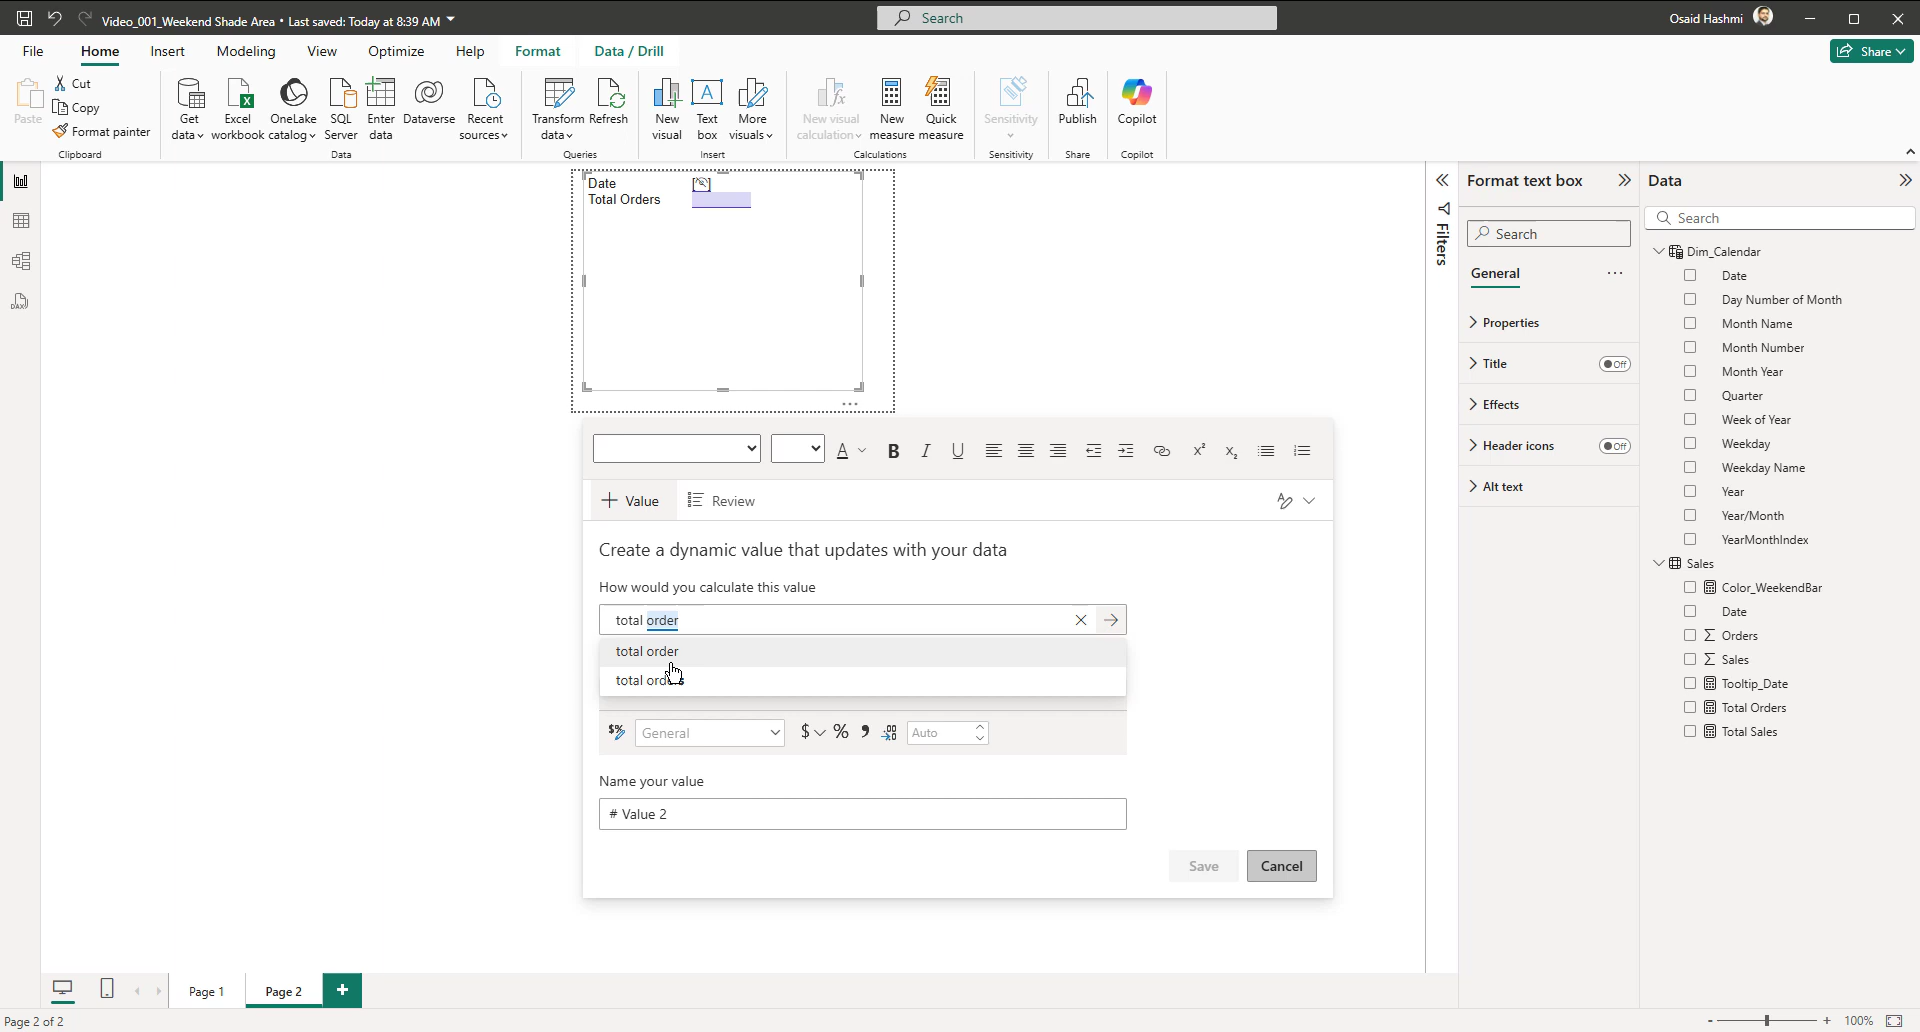 Video_001_Weekend Shade Area • Last saved: Today at 8:39 AM
Search
Osaid Hashmi
File Home Insert Modeling View Optimize Help Format Data / Drill
Share
Paste
Cut
Copy
Format painter
Clipboard
Get data
Excel workbook
OneLake catalog
SQL Server
Enter data
Dataverse
Recent sources
Data
Transform data
Refresh
Queries
New visual
Text box
More visuals
Insert
New visual calculation
New measure
Quick measure
Calculations
Sensitivity
Sensitivity
Publish
Share
Copilot
Copilot
Date
Total Orders
+ Value
Review
Create a dynamic value that updates with your data
How would you calculate this value
total order
total order
total orders
General
$ % Auto
Name your value
# Value 2
Save Cancel
Filters
Format text box
Search
General
Properties
Title Off
Effects
Header icons Off
Alt text
Data
Search
Dim_Calendar
Date
Day Number of Month
Month Name
Month Number
Month Year
Quarter
Week of Year
Weekday
Weekday Name
Year
Year/Month
YearMonthIndex
Sales
Color_WeekendBar
Date
Σ Orders
Σ Sales
Tooltip_Date
Total Orders
Total Sales
Page 1 Page 2 +
Page 2 of 2
- + 100%